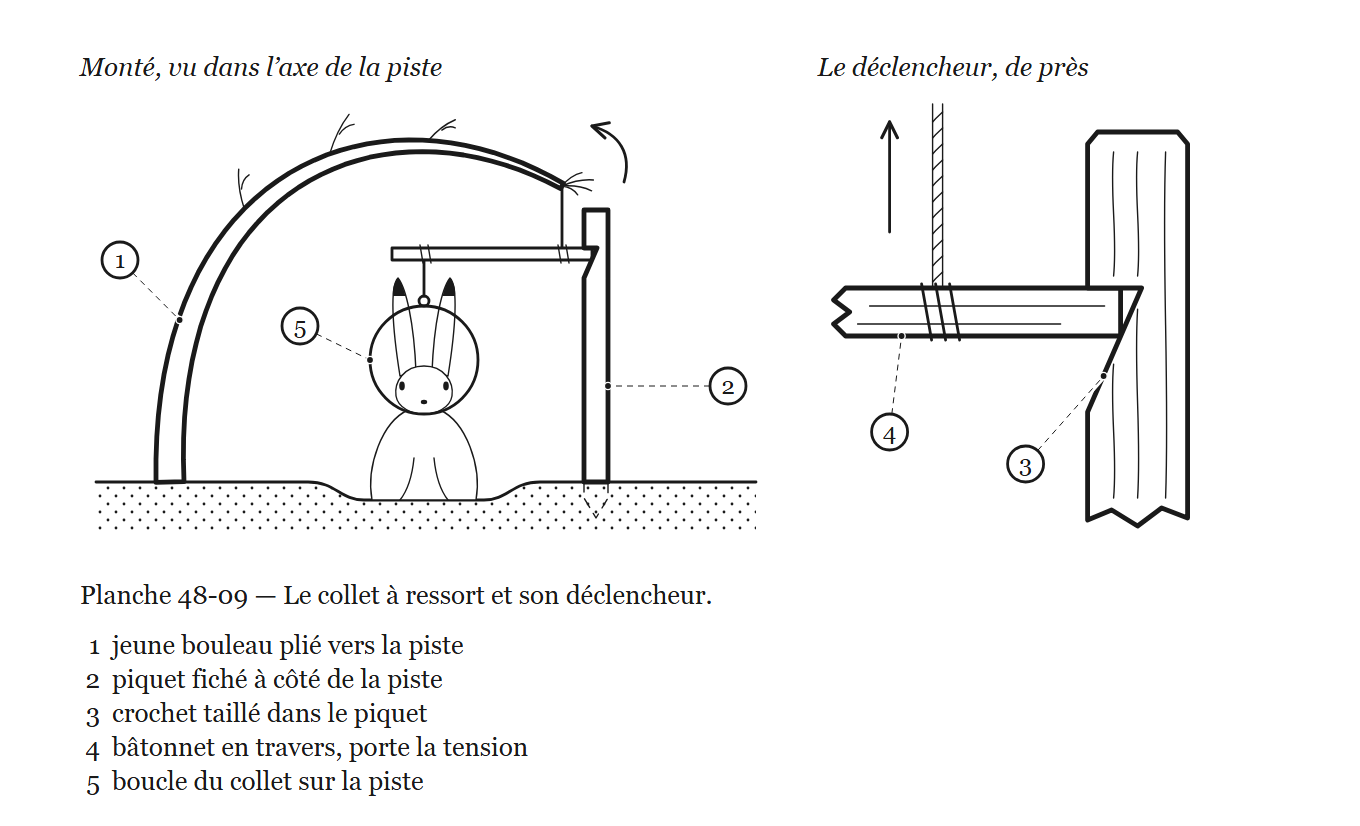 Monté, vu dans l’axe de la piste
Le déclencheur, de près
1
5
2
4
3
Planche 48-09 — Le collet à ressort et son déclencheur.
1 jeune bouleau plié vers la piste
2 piquet fiché à côté de la piste
3 crochet taillé dans le piquet
4 bâtonnet en travers, porte la tension
5 boucle du collet sur la piste